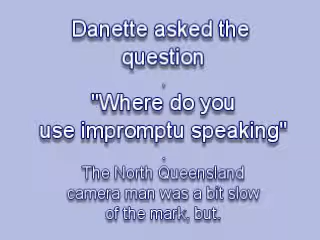 Danette asked the
question
.
"Where do you
use impromptu speaking"
.
The North Queensland
camera man was a bit slow
of the mark, but.